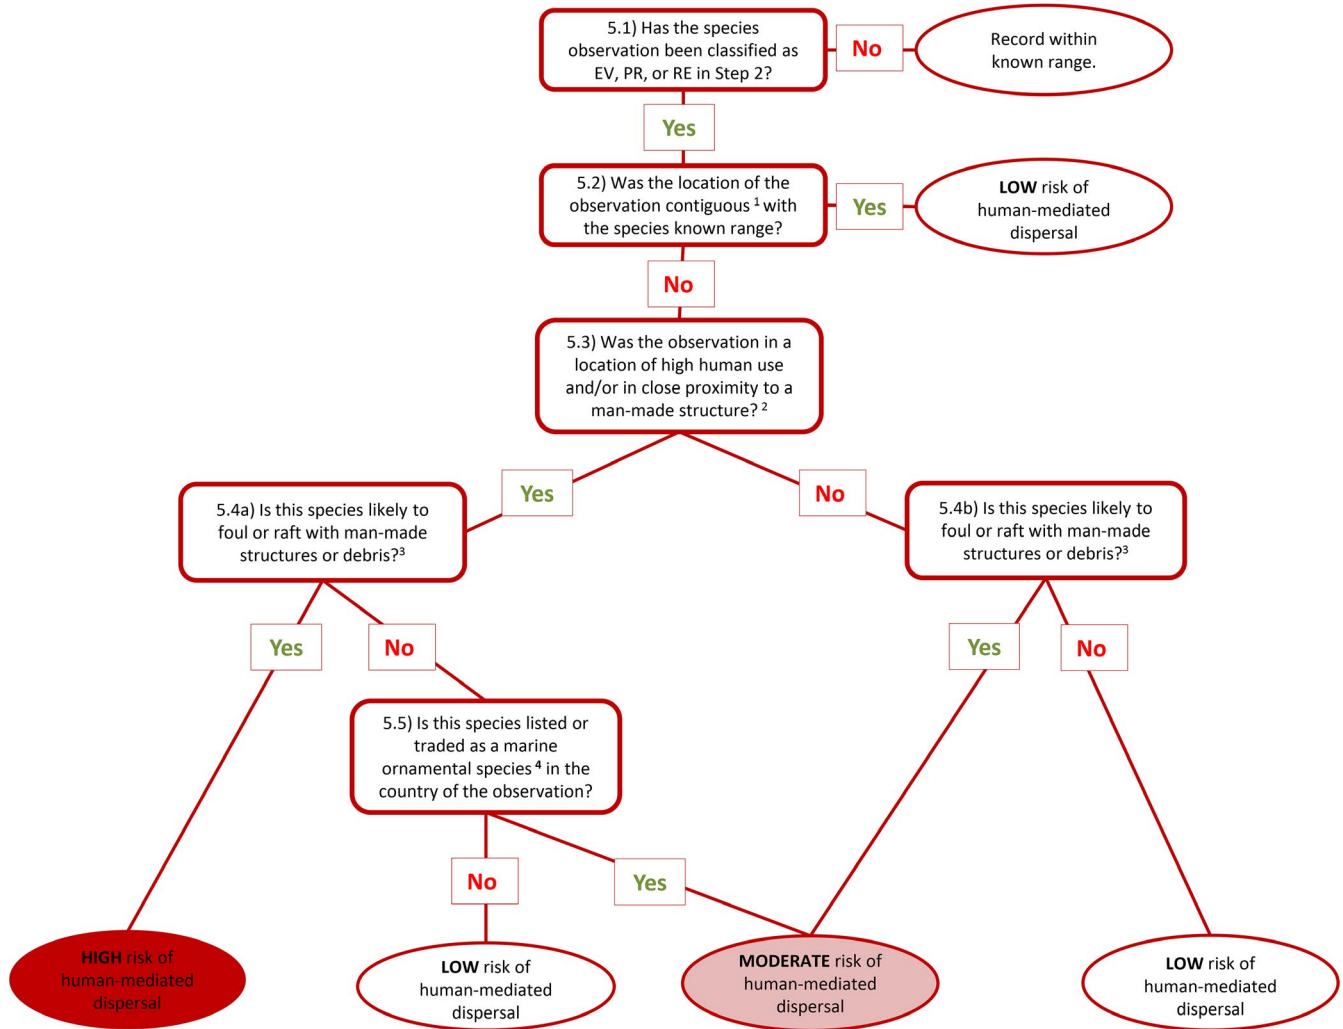 5.1) Has the species
observation been classified as
EV, PR, or RE in Step 2?
No
Record within
known range.
Yes
5.2) Was the location of the
observation contiguous ¹ with
the species known range?
Yes
LOW risk of
human-mediated
dispersal
No
5.3) Was the observation in a
location of high human use
and/or in close proximity to a
man-made structure? ²
Yes
No
5.4a) Is this species likely to
foul or raft with man-made
structures or debris?³
5.4b) Is this species likely to
foul or raft with man-made
structures or debris?³
Yes
No
Yes
No
5.5) Is this species listed or
traded as a marine
ornamental species ⁴ in the
country of the observation?
No
Yes
HIGH risk of
human-mediated
dispersal
LOW risk of
human-mediated
dispersal
MODERATE risk of
human-mediated
dispersal
LOW risk of
human-mediated
dispersal